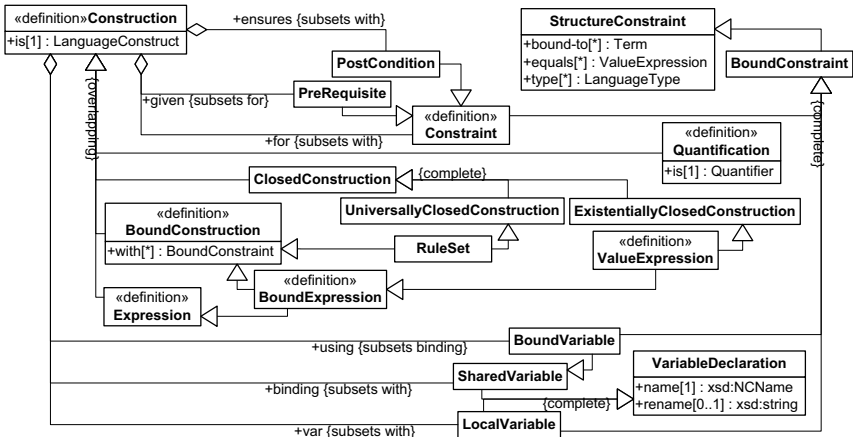 «definition»
Construction
+is[1] : LanguageConstruct
+ensures {subsets with}
PostCondition
StructureConstraint
+bound-to[*] : Term
+equals[*] : ValueExpression
+type[*] : LanguageType
BoundConstraint
{overlapping}
+given {subsets for}
PreRequisite
«definition»
Constraint
+for {subsets with}
{complete}
«definition»
Quantification
+is[1] : Quantifier
ClosedConstruction
{complete}
UniversallyClosedConstruction
ExistentiallyClosedConstruction
«definition»
BoundConstruction
+with[*] : BoundConstraint
RuleSet
«definition»
ValueExpression
«definition»
BoundExpression
«definition»
Expression
+using {subsets binding}
BoundVariable
SharedVariable
+binding {subsets with}
VariableDeclaration
+name[1] : xsd:NCName
+rename[0..1] : xsd:string
{complete}
LocalVariable
+var {subsets with}